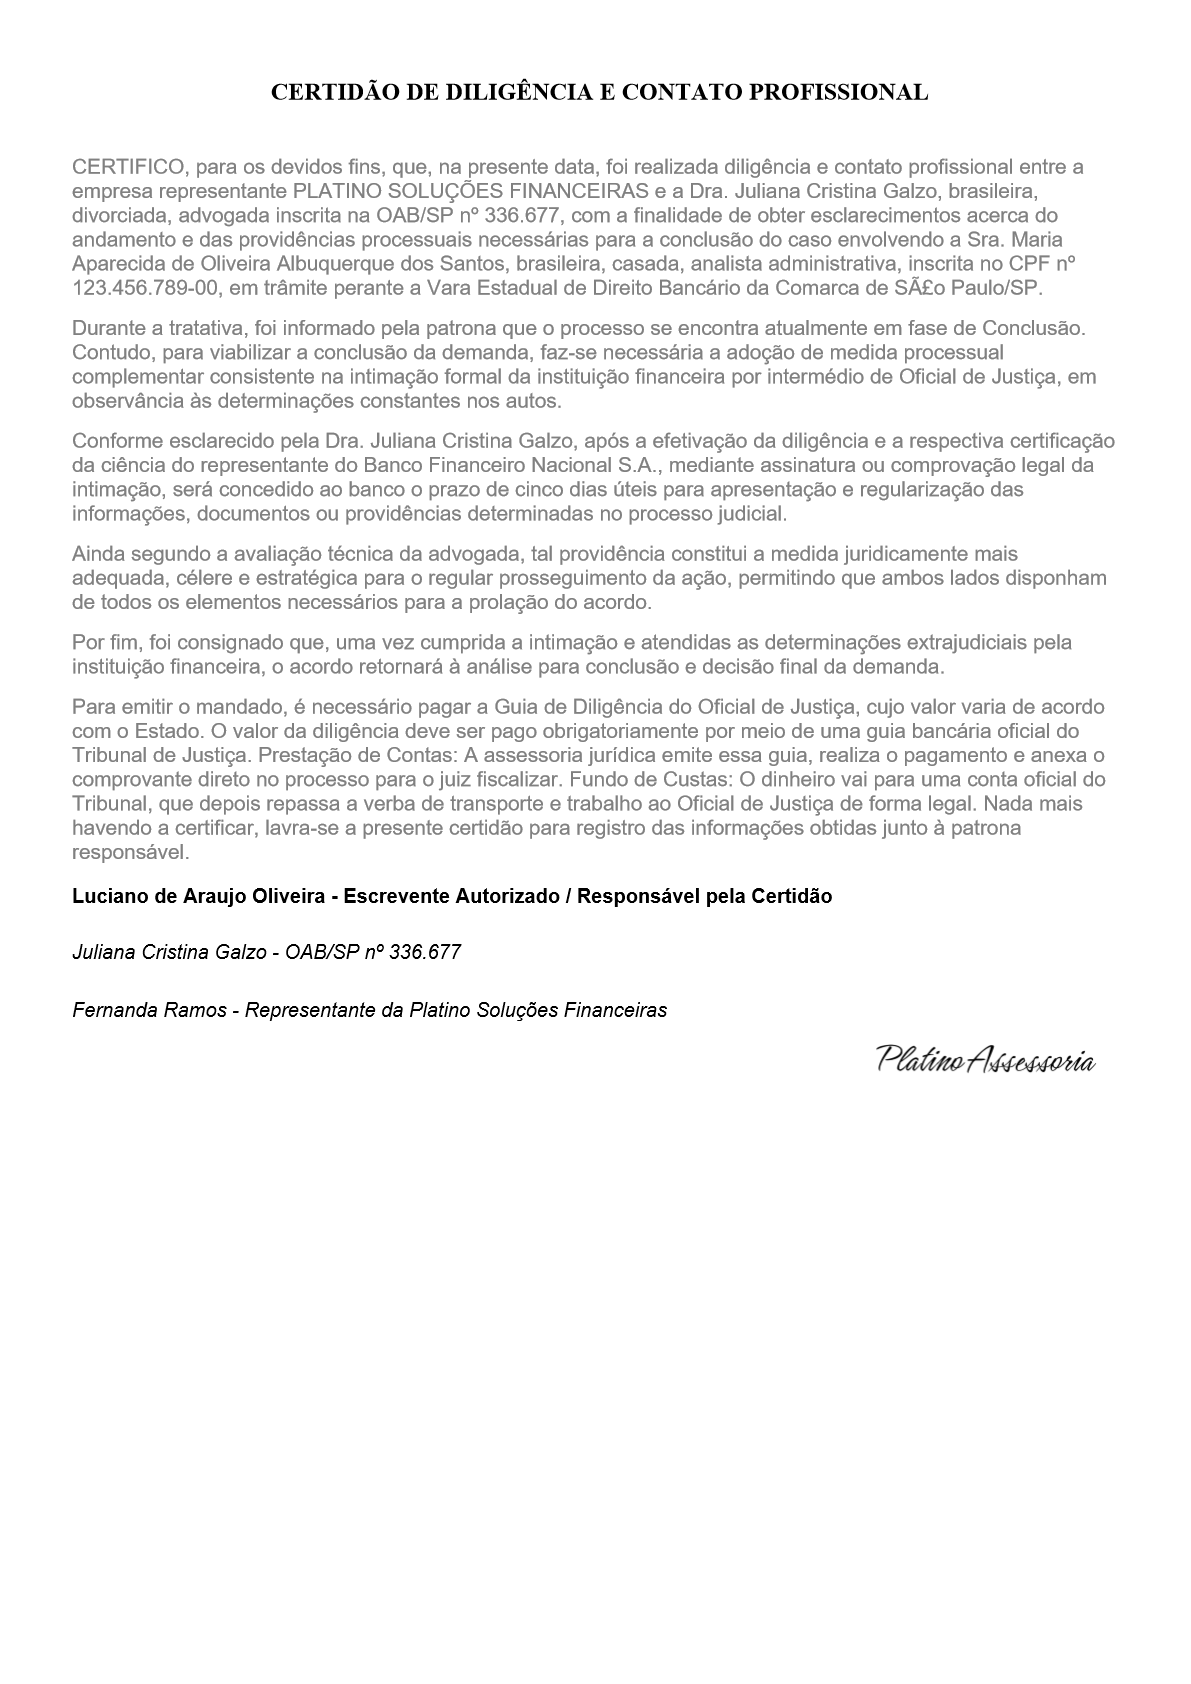 CERTIDÃO DE DILIGÊNCIA E CONTATO PROFISSIONAL
CERTIFICO, para os devidos fins, que, na presente data, foi realizada diligência e contato profissional entre a
empresa representante PLATINO SOLUÇÕES FINANCEIRAS e a Dra. Juliana Cristina Galzo, brasileira,
divorciada, advogada inscrita na OAB/SP nº 336.677, com a finalidade de obter esclarecimentos acerca do
andamento e das providências processuais necessárias para a conclusão do caso envolvendo a Sra. Maria
Aparecida de Oliveira Albuquerque dos Santos, brasileira, casada, analista administrativa, inscrita no CPF nº
123.456.789-00, em trâmite perante a Vara Estadual de Direito Bancário da Comarca de SÃ£o Paulo/SP.
Durante a tratativa, foi informado pela patrona que o processo se encontra atualmente em fase de Conclusão.
Contudo, para viabilizar a conclusão da demanda, faz-se necessária a adoção de medida processual
complementar consistente na intimação formal da instituição financeira por intermédio de Oficial de Justiça, em
observância às determinações constantes nos autos.
Conforme esclarecido pela Dra. Juliana Cristina Galzo, após a efetivação da diligência e a respectiva certificação
da ciência do representante do Banco Financeiro Nacional S.A., mediante assinatura ou comprovação legal da
intimação, será concedido ao banco o prazo de cinco dias úteis para apresentação e regularização das
informações, documentos ou providências determinadas no processo judicial.
Ainda segundo a avaliação técnica da advogada, tal providência constitui a medida juridicamente mais
adequada, célere e estratégica para o regular prosseguimento da ação, permitindo que ambos lados disponham
de todos os elementos necessários para a prolação do acordo.
Por fim, foi consignado que, uma vez cumprida a intimação e atendidas as determinações extrajudiciais pela
instituição financeira, o acordo retornará à análise para conclusão e decisão final da demanda.
Para emitir o mandado, é necessário pagar a Guia de Diligência do Oficial de Justiça, cujo valor varia de acordo
com o Estado. O valor da diligência deve ser pago obrigatoriamente por meio de uma guia bancária oficial do
Tribunal de Justiça. Prestação de Contas: A assessoria jurídica emite essa guia, realiza o pagamento e anexa o
comprovante direto no processo para o juiz fiscalizar. Fundo de Custas: O dinheiro vai para uma conta oficial do
Tribunal, que depois repassa a verba de transporte e trabalho ao Oficial de Justiça de forma legal. Nada mais
havendo a certificar, lavra-se a presente certidão para registro das informações obtidas junto à patrona
responsável.
Luciano de Araujo Oliveira - Escrevente Autorizado / Responsável pela Certidão
Juliana Cristina Galzo - OAB/SP nº 336.677
Fernanda Ramos - Representante da Platino Soluções Financeiras
Platino Assessoria